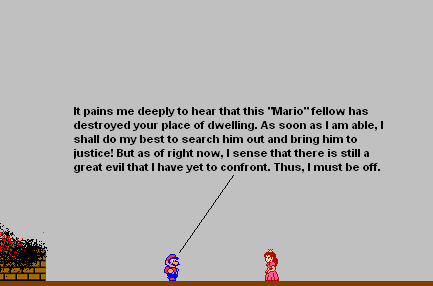 It pains me deeply to hear that this "Mario" fellow has
destroyed your place of dwelling. As soon as I am able, I
shall do my best to search him out and bring him to
justice! But as of right now, I sense that there is still a
great evil that I have yet to confront. Thus, I must be off.